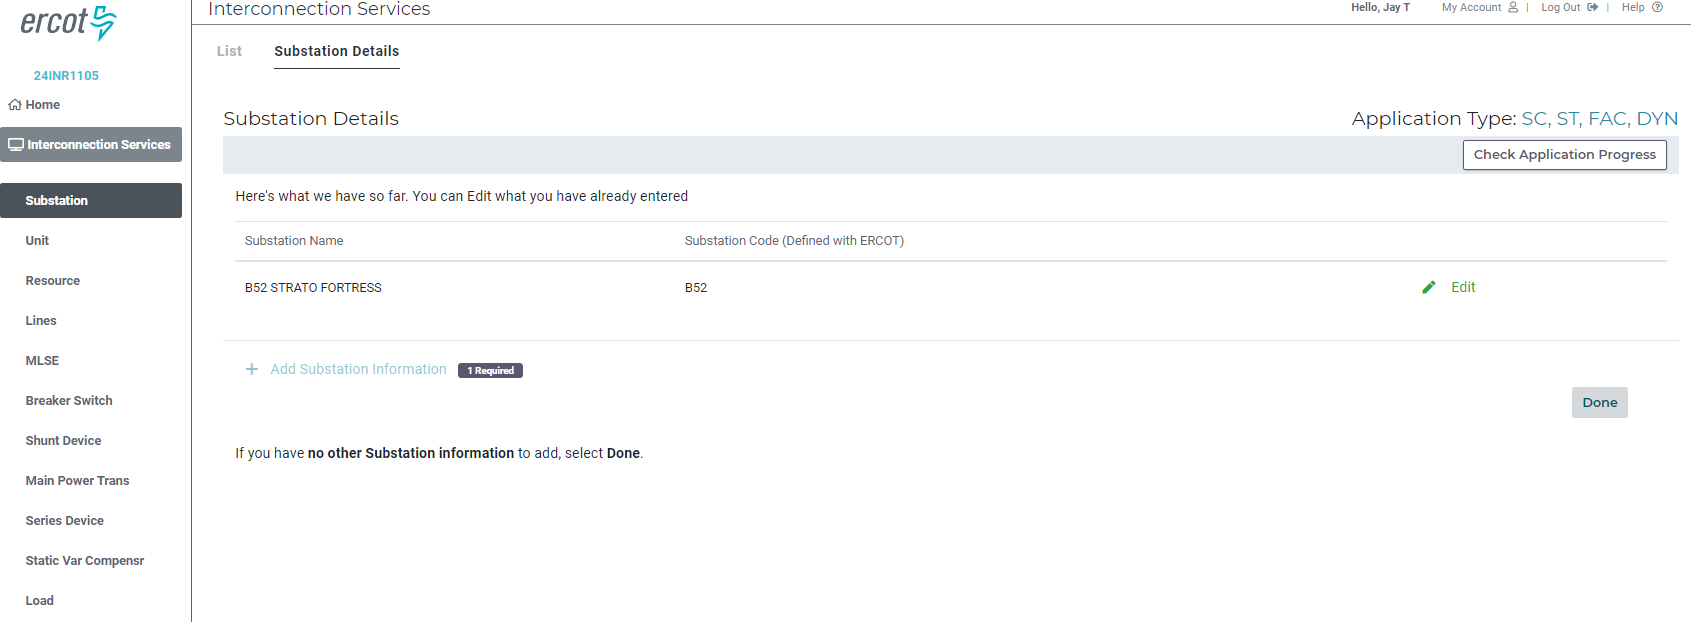 ercot
Interconnection Services
Hello, Jay T
My Account |
Log Out |
Help
24INR1105
Home
Interconnection Services
Substation
Unit
Resource
Lines
MLSE
Breaker Switch
Shunt Device
Main Power Trans
Series Device
Static Var Compensr
Load
List
Substation Details
Substation Details
Application Type: SC, ST, FAC, DYN
Check Application Progress
Here's what we have so far. You can Edit what you have already entered
Substation Name
Substation Code (Defined with ERCOT)
B52 STRATO FORTRESS
B52
Edit
+ Add Substation Information
1 Required
Done
If you have no other Substation information to add, select Done.